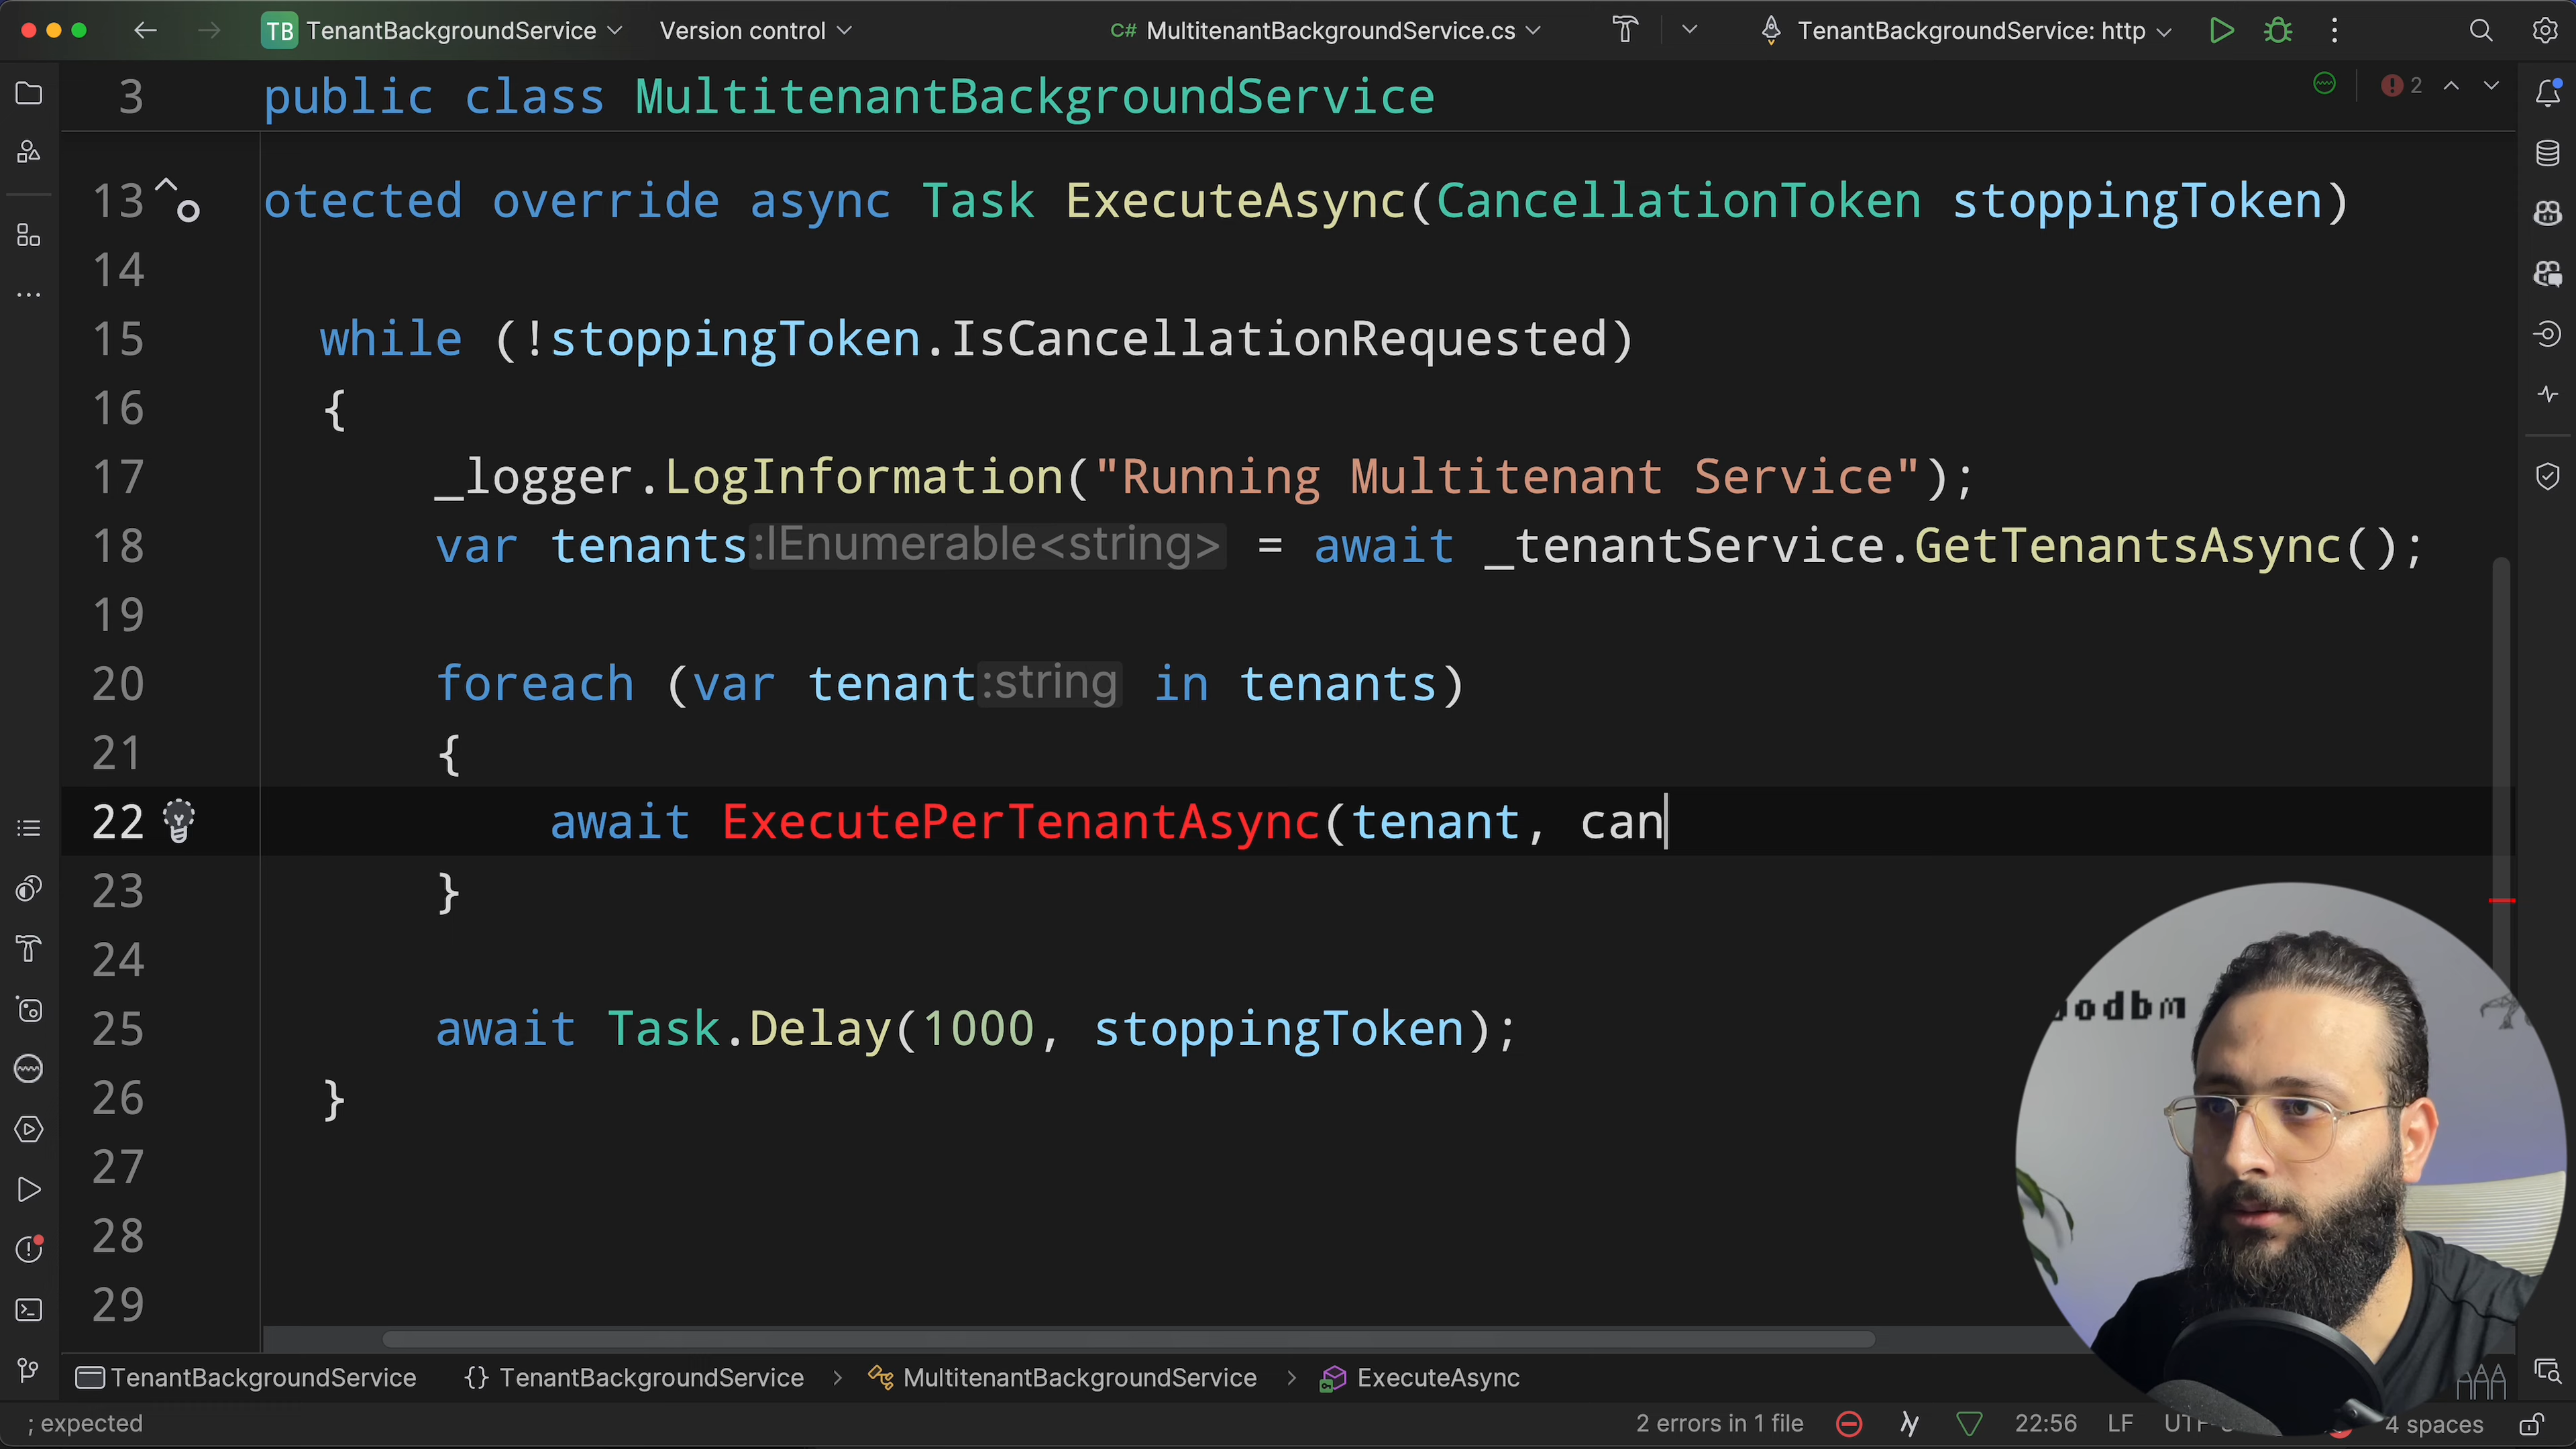 TB TenantBackgroundService Version control C# MultitenantBackgroundService.cs TenantBackgroundService: http
3 public class MultitenantBackgroundService 2
13 otected override async Task ExecuteAsync(CancellationToken stoppingToken)
14
15 while (!stoppingToken.IsCancellationRequested)
16 {
17 _logger.LogInformation("Running Multitenant Service");
18 var tenants:IEnumerable<string> = await _tenantService.GetTenantsAsync();
19
20 foreach (var tenant:string in tenants)
21 {
22 await ExecutePerTenantAsync(tenant, can
23 }
24
25 await Task.Delay(1000, stoppingToken);
26 }
27
28
29
TenantBackgroundService {} TenantBackgroundService > MultitenantBackgroundService > ExecuteAsync
; expected 2 errors in 1 file 22:56 LF 4 spaces